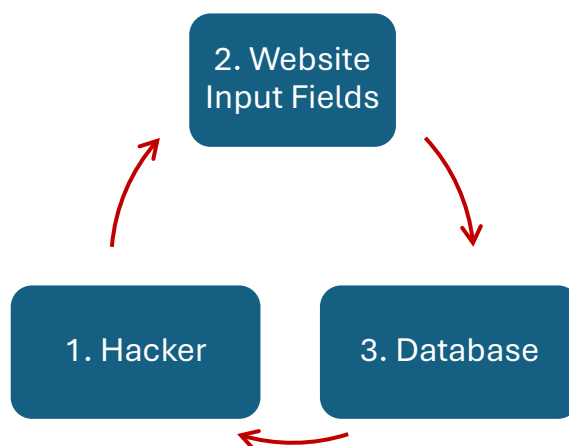 2. Website
Input Fields
1. Hacker
3. Database